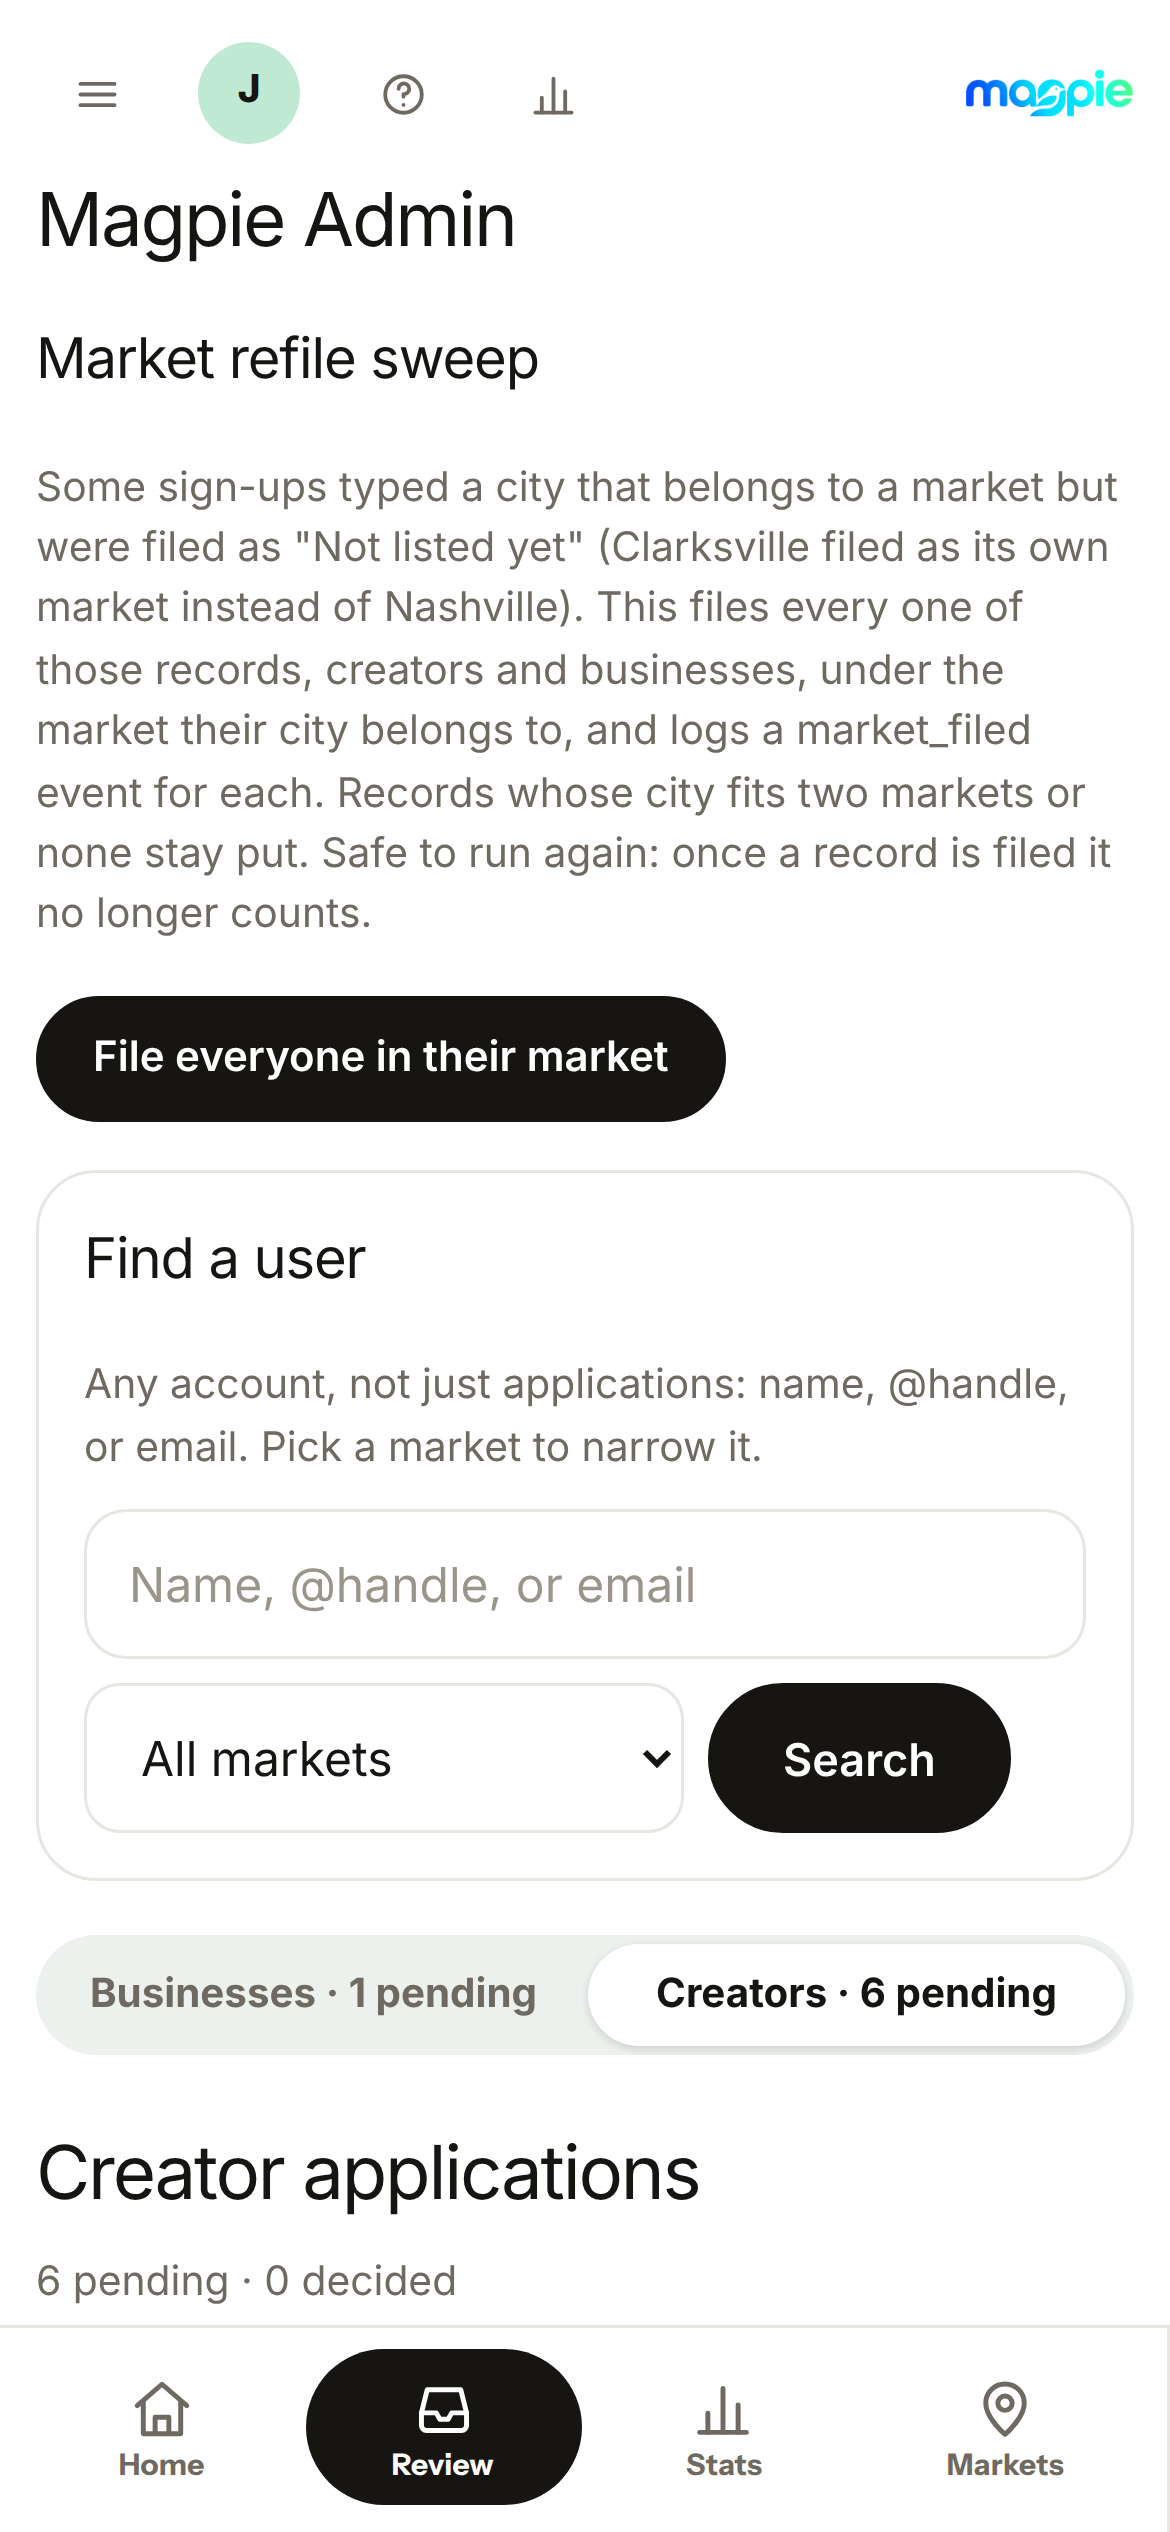 J
magpie
Magpie Admin
Market refile sweep
Some sign-ups typed a city that belongs to a market but
were filed as "Not listed yet" (Clarksville filed as its own
market instead of Nashville). This files every one of
those records, creators and businesses, under the
market their city belongs to, and logs a market_filed
event for each. Records whose city fits two markets or
none stay put. Safe to run again: once a record is filed it
no longer counts.
File everyone in their market
Find a user
Any account, not just applications: name, @handle,
or email. Pick a market to narrow it.
Name, @handle, or email
All markets
Search
Businesses · 1 pending
Creators · 6 pending
Creator applications
6 pending · 0 decided
Home
Review
Stats
Markets